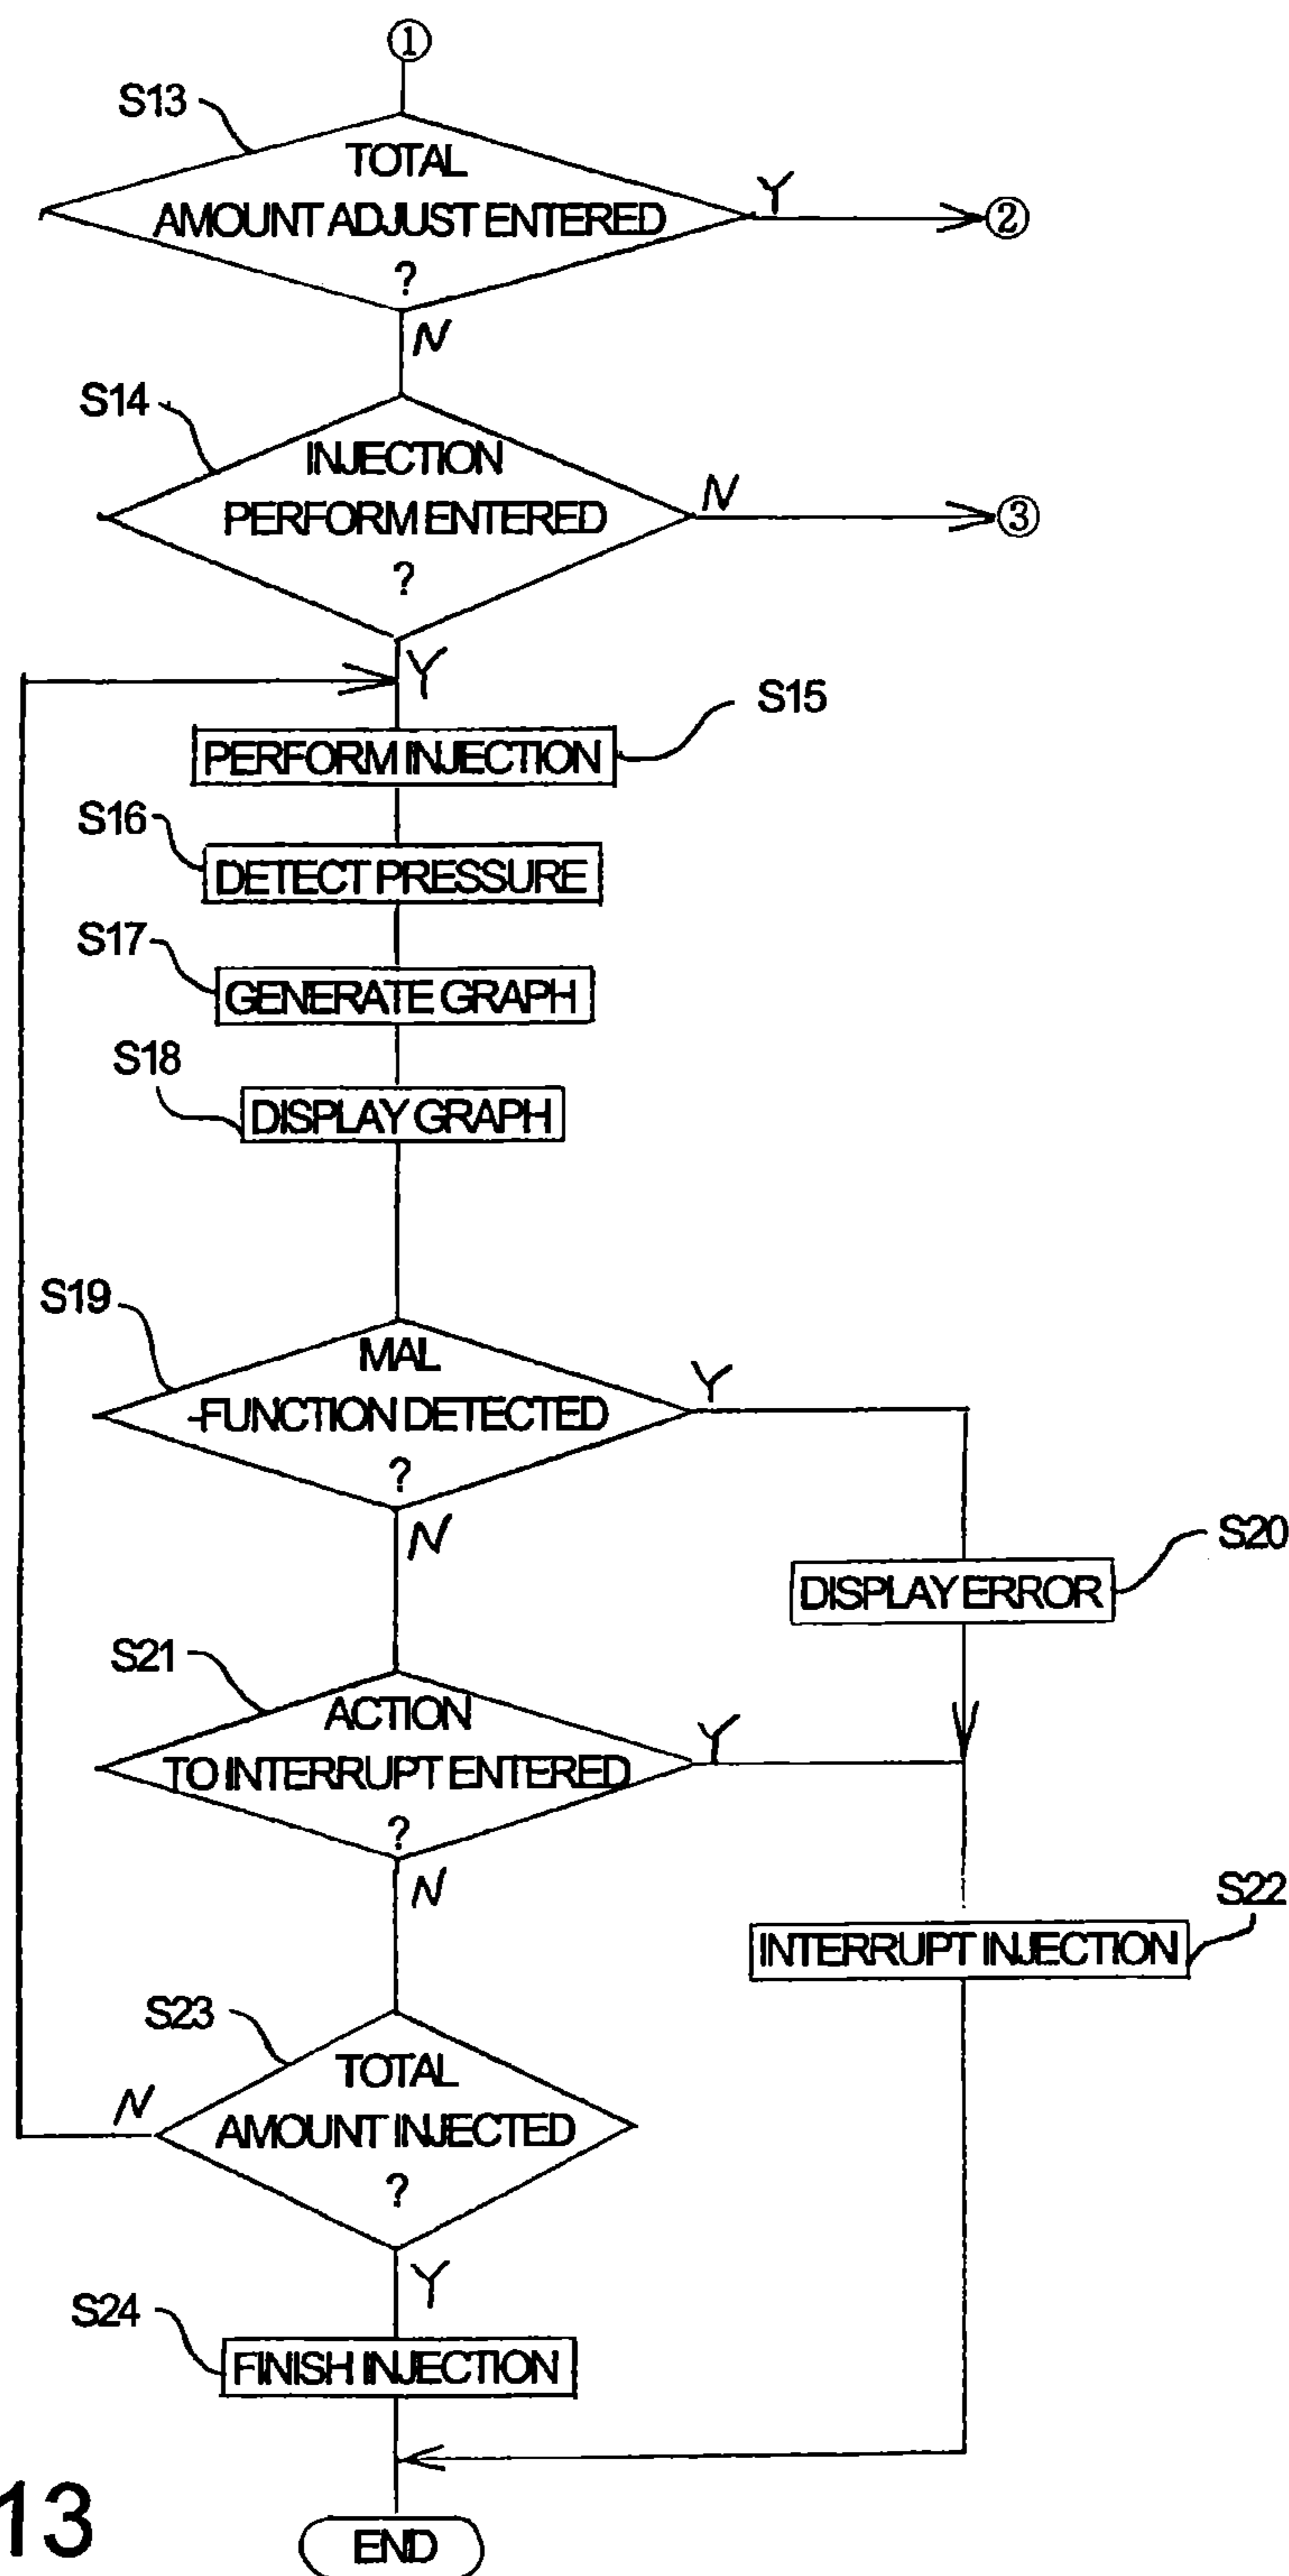 ①
S13
TOTAL
AMOUNT ADJUST ENTERED
?
Y
②
N
S14
INJECTION
PERFORM ENTERED
?
N
③
Y
S15
PERFORM INJECTION
S16
DETECT PRESSURE
S17
GENERATE GRAPH
S18
DISPLAY GRAPH
S19
MAL
-FUNCTION DETECTED
?
Y
N
S20
DISPLAY ERROR
S21
ACTION
TO INTERRUPT ENTERED
?
Y
N
S22
INTERRUPT INJECTION
S23
TOTAL
AMOUNT INJECTED
?
N
Y
S24
FINISH INJECTION
END
13